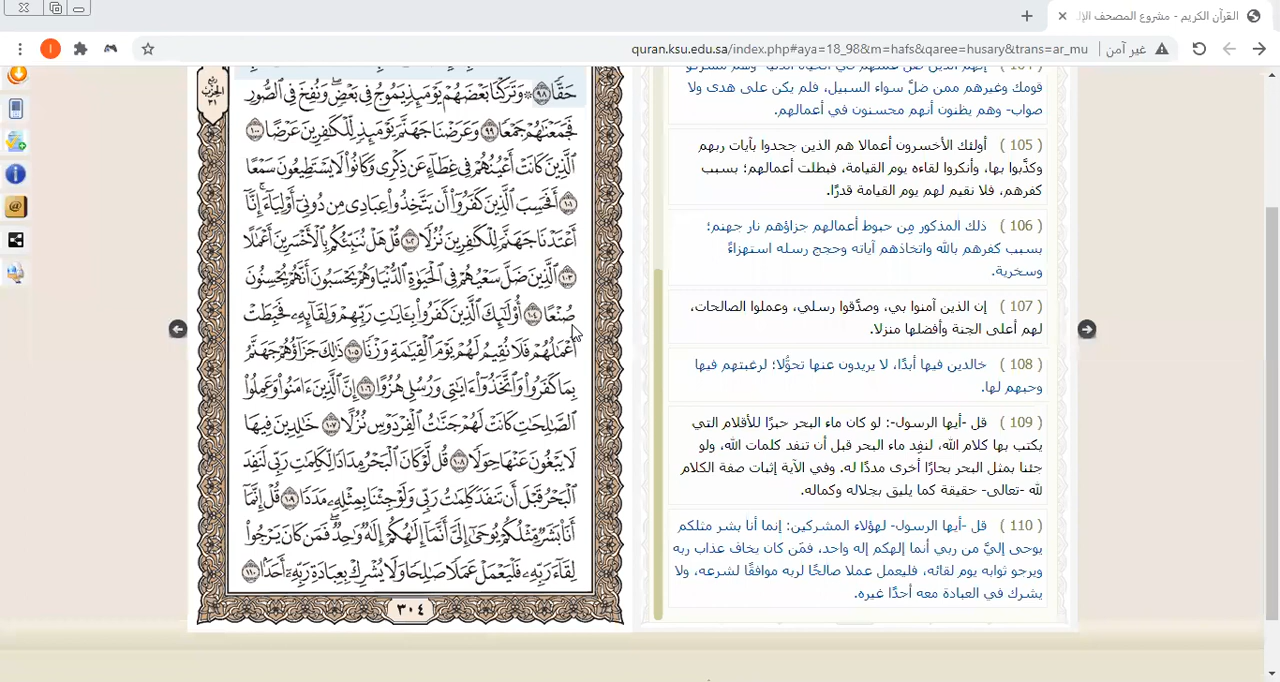 القرآن الكريم - مشروع المصحف الإل
quran.ksu.edu.sa/index.php#aya=18_98&m=hafs&qaree=husary&trans=ar_mu
غير آمن
I
الحزب
٣١
حَقًّا ٩٨ ۞ وَتَرَكْنَا بَعْضَهُمْ يَوْمَئِذٍ يَمُوجُ فِي بَعْضٍ ۖ وَنُفِخَ فِي الصُّورِ
فَجَمَعْنَاهُمْ جَمْعًا ٩٩ وَعَرَضْنَا جَهَنَّمَ يَوْمَئِذٍ لِّلْكَافِرِينَ عَرْضًا ١٠٠
الَّذِينَ كَانَتْ أَعْيُنُهُمْ فِي غِطَاءٍ عَن ذِكْرِي وَكَانُوا لَا يَسْتَطِيعُونَ سَمْعًا
١٠١ أَفَحَسِبَ الَّذِينَ كَفَرُوا أَن يَتَّخِذُوا عِبَادِي مِن دُونِي أَوْلِيَاءَ ۚ إِنَّا
أَعْتَدْنَا جَهَنَّمَ لِلْكَافِرِينَ نُزُلًا ١٠٢ قُلْ هَلْ نُنَبِّئُكُم بِالْأَخْسَرِينَ أَعْمَالًا
١٠٣ الَّذِينَ ضَلَّ سَعْيُهُمْ فِي الْحَيَوٰةِ الدُّنْيَا وَهُمْ يَحْسَبُونَ أَنَّهُمْ يُحْسِنُونَ
صُنْعًا ١٠٤ أُولَٰئِكَ الَّذِينَ كَفَرُوا بِـَٔايَاتِ رَبِّهِمْ وَلِقَائِهِ فَحَبِطَتْ
أَعْمَالُهُمْ فَلَا نُقِيمُ لَهُمْ يَوْمَ الْقِيَامَةِ وَزْنًا ١٠٥ ذَٰلِكَ جَزَاؤُهُمْ جَهَنَّمُ
بِمَا كَفَرُوا وَاتَّخَذُوا ءَايَاتِي وَرُسُلِي هُزُوًا ١٠٦ إِنَّ الَّذِينَ ءَامَنُوا وَعَمِلُوا
الصَّالِحَاتِ كَانَتْ لَهُمْ جَنَّاتُ الْفِرْدَوْسِ نُزُلًا ١٠٧ خَالِدِينَ فِيهَا
لَا يَبْغُونَ عَنْهَا حِوَلًا ١٠٨ قُل لَّوْ كَانَ الْبَحْرُ مِدَادًا لِّكَلِمَاتِ رَبِّي لَنَفِدَ
الْبَحْرُ قَبْلَ أَن تَنفَدَ كَلِمَاتُ رَبِّي وَلَوْ جِئْنَا بِمِثْلِهِ مَدَدًا ١٠٩ قُلْ إِنَّمَا
أَنَا بَشَرٌ مِّثْلُكُمْ يُوحَىٰ إِلَيَّ أَنَّمَا إِلَٰهُكُمْ إِلَٰهٌ وَاحِدٌ ۖ فَمَن كَانَ يَرْجُوا
لِقَاءَ رَبِّهِ فَلْيَعْمَلْ عَمَلًا صَالِحًا وَلَا يُشْرِكْ بِعِبَادَةِ رَبِّهِ أَحَدًا ١١٠
٣٠٤
قومك وغيرهم ممن ضلَّ سواء السبيل، فلم يكن على هدى ولا
صواب- وهم يظنون أنهم محسنون في أعمالهم.
( 105 ) أولئك الأخسرون أعمالا هم الذين جحدوا بآيات ربهم
وكذَّبوا بها، وأنكروا لقاءه يوم القيامة، فبطلت أعمالهم؛ بسبب
كفرهم، فلا نقيم لهم يوم القيامة قدرًا.
( 106 ) ذلك المذكور مِن حبوط أعمالهم جزاؤهم نار جهنم؛
بسبب كفرهم بالله واتخاذهم آياته وحجج رسله استهزاءً
وسخرية.
( 107 ) إن الذين آمنوا بي، وصدَّقوا رسلي، وعملوا الصالحات،
لهم أعلى الجنة وأفضلها منزلا.
( 108 ) خالدين فيها أبدًا، لا يريدون عنها تحوُّلا؛ لرغبتهم فيها
وحبهم لها.
( 109 ) قل -أيها الرسول-: لو كان ماء البحر حبرًا للأقلام التي
يكتب بها كلام الله، لنفِد ماء البحر قبل أن تنفد كلمات الله، ولو
جئنا بمثل البحر بحارًا أخرى مددًا له. وفي الآية إثبات صفة الكلام
لله -تعالى- حقيقة كما يليق بجلاله وكماله.
( 110 ) قل -أيها الرسول- لهؤلاء المشركين: إنما أنا بشر مثلكم
يوحى إليَّ من ربي أنما إلهكم إله واحد، فمَن كان يخاف عذاب ربه
ويرجو ثوابه يوم لقائه، فليعمل عملا صالحًا لربه موافقًا لشرعه، ولا
يشرك في العبادة معه أحدًا غيره.